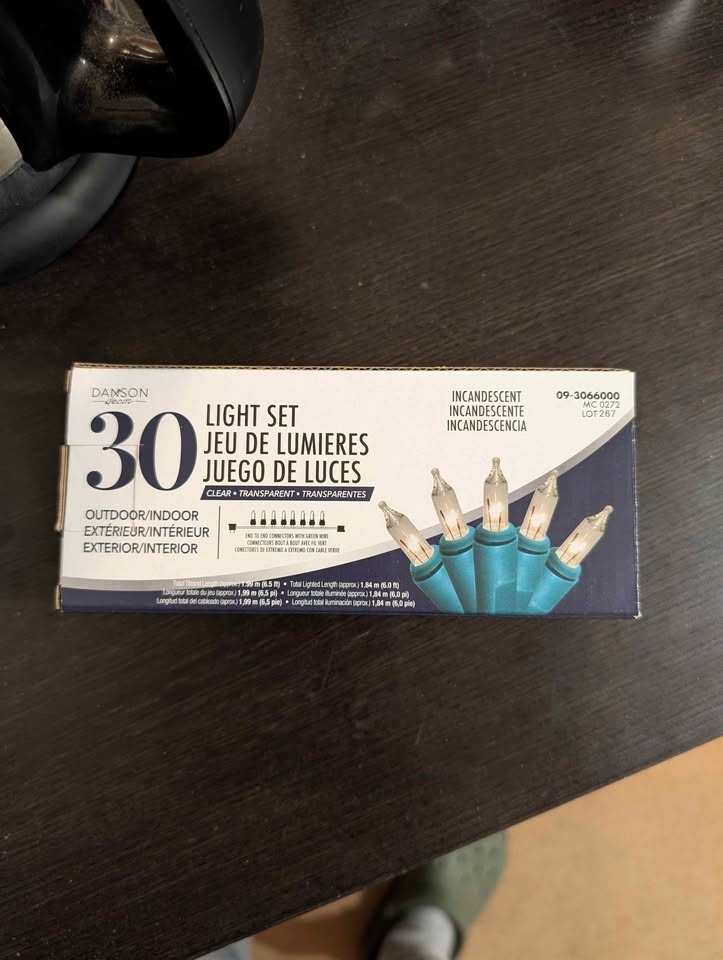 DANSON
decor
30
LIGHT SET
JEU DE LUMIERES
JUEGO DE LUCES
CLEAR • TRANSPARENT • TRANSPARENTES
OUTDOOR/INDOOR
EXTÉRIEUR/INTÉRIEUR
EXTERIOR/INTERIOR
END TO END CONNECTORS WITH GREEN WIRE
CONNECTEURS BOUT A BOUT AVEC FIL VERT
CONECTORES DE EXTREMO A EXTREMO CON CABLE VERDE
INCANDESCENT
INCANDESCENTE
INCANDESCENCIA
09-3066000
MC 0272
LOT 267
Total Strand Length (approx.) 1.99 m (6.5 ft) • Total Lighted Length (approx.) 1.84 m (6.0 ft)
Longueur totale du jeu (approx.) 1,99 m (6,5 pi) • Longueur totale illuminée (approx.) 1,84 m (6,0 pi)
Longitud total del cableado (aprox.) 1,99 m (6,5 pie) • Longitud total iluminación (aprox.) 1,84 m (6,0 pie)